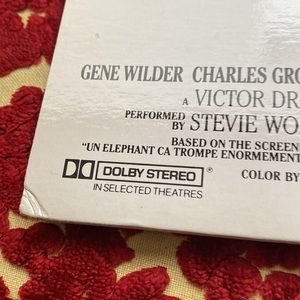 GENE WILDER CHARLES GRO
A VICTOR DR
PERFORMED BY STEVIE WO
BASED ON THE SCREEN
"UN ELEPHANT CA TROMPE ENORMEMEN
DOLBY STEREO ®
IN SELECTED THEATRES
COLOR BY